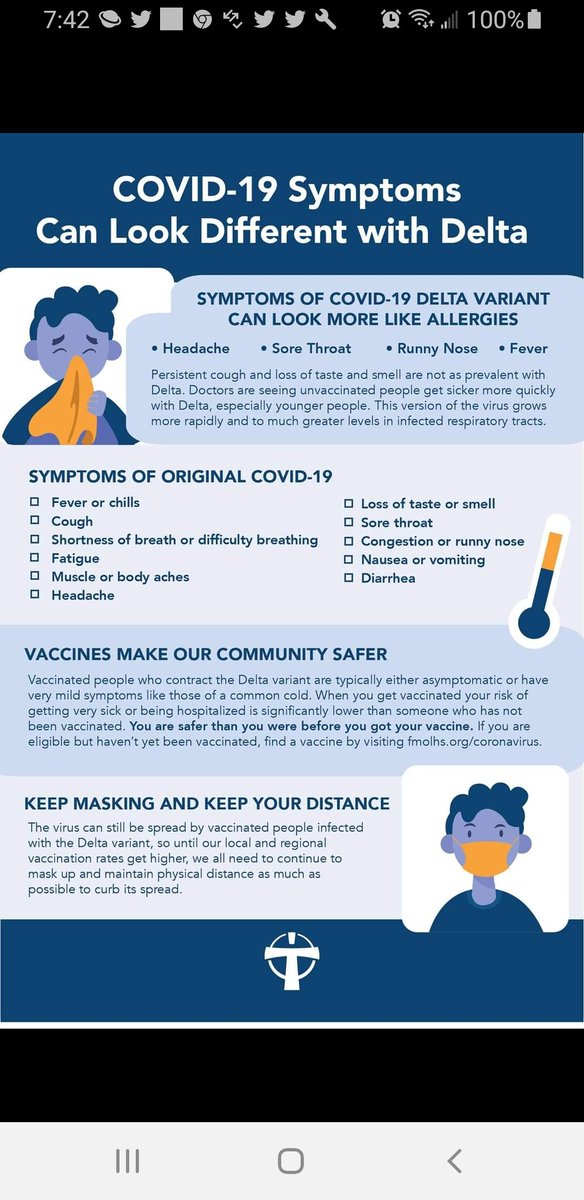 7:42
100%
COVID-19 Symptoms
Can Look Different with Delta
SYMPTOMS OF COVID-19 DELTA VARIANT
CAN LOOK MORE LIKE ALLERGIES
• Headache • Sore Throat • Runny Nose • Fever
Persistent cough and loss of taste and smell are not as prevalent with
Delta. Doctors are seeing unvaccinated people get sicker more quickly
with Delta, especially younger people. This version of the virus grows
more rapidly and to much greater levels in infected respiratory tracts.
SYMPTOMS OF ORIGINAL COVID-19
Fever or chills
Cough
Shortness of breath or difficulty breathing
Fatigue
Muscle or body aches
Headache
Loss of taste or smell
Sore throat
Congestion or runny nose
Nausea or vomiting
Diarrhea
VACCINES MAKE OUR COMMUNITY SAFER
Vaccinated people who contract the Delta variant are typically either asymptomatic or have
very mild symptoms like those of a common cold. When you get vaccinated your risk of
getting very sick or being hospitalized is significantly lower than someone who has not
been vaccinated. You are safer than you were before you got your vaccine. If you are
eligible but haven't yet been vaccinated, find a vaccine by visiting fmolhs.org/coronavirus.
KEEP MASKING AND KEEP YOUR DISTANCE
The virus can still be spread by vaccinated people infected
with the Delta variant, so until our local and regional
vaccination rates get higher, we all need to continue to
mask up and maintain physical distance as much as
possible to curb its spread.